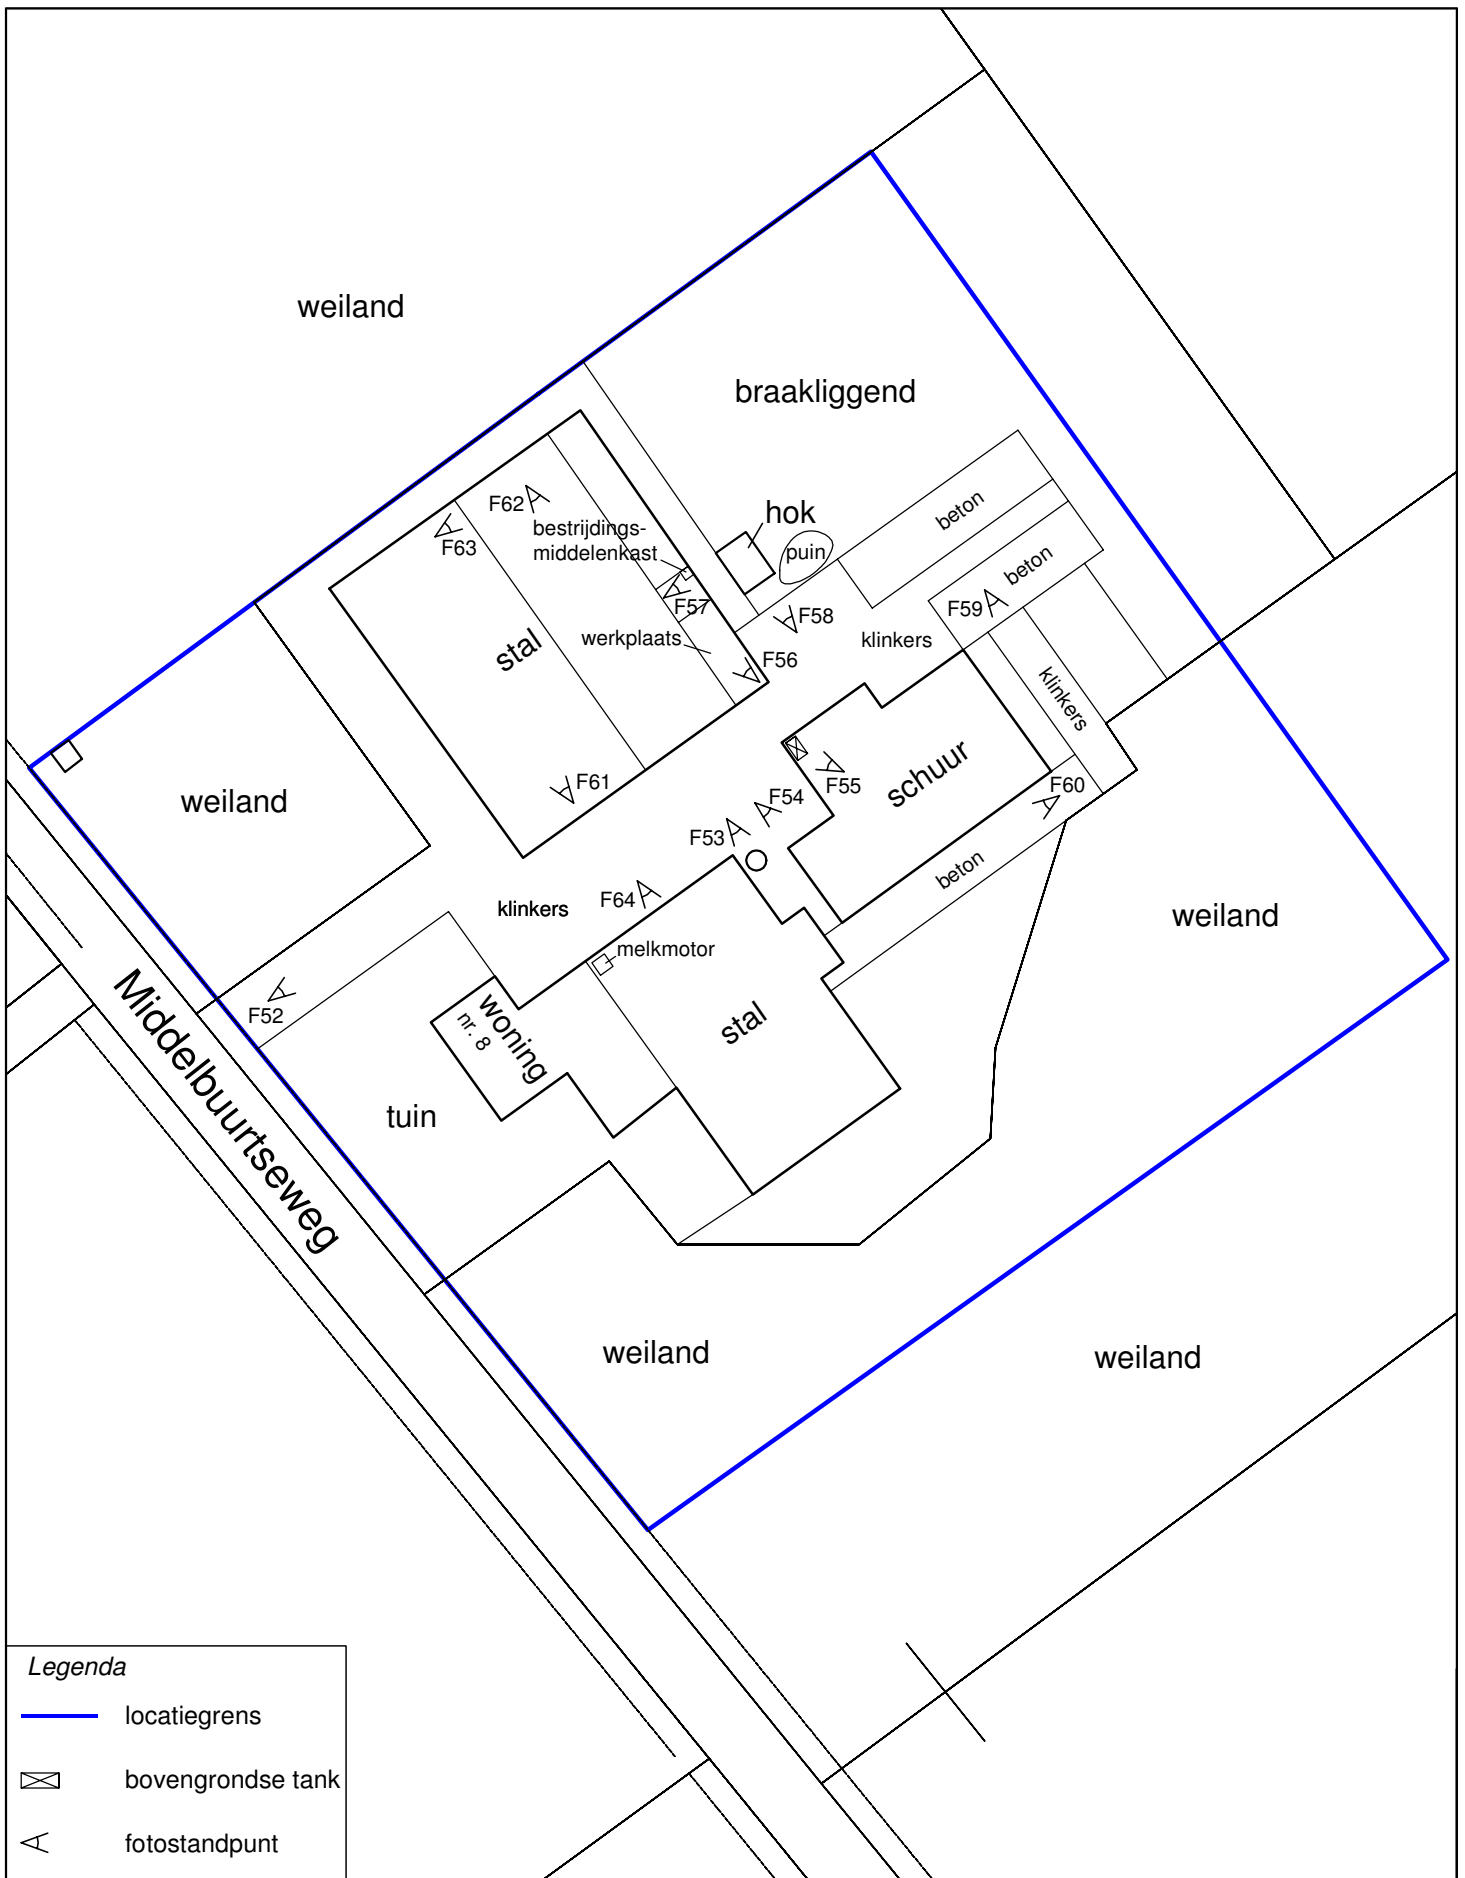 weiland
braakliggend
hok
puin
beton
beton
F62
F63
bestrijdings-
middelenkast
F57
F58
F59
klinkers
werkplaats
F56
stal
klinkers
schuur
F55
F60
F61
F54
F53
beton
weiland
weiland
F64
klinkers
melkmotor
stal
F52
woning
nr. 8
tuin
Middelbuurtseweg
weiland
weiland
Legenda
locatiegrens
bovengrondse tank
fotostandpunt